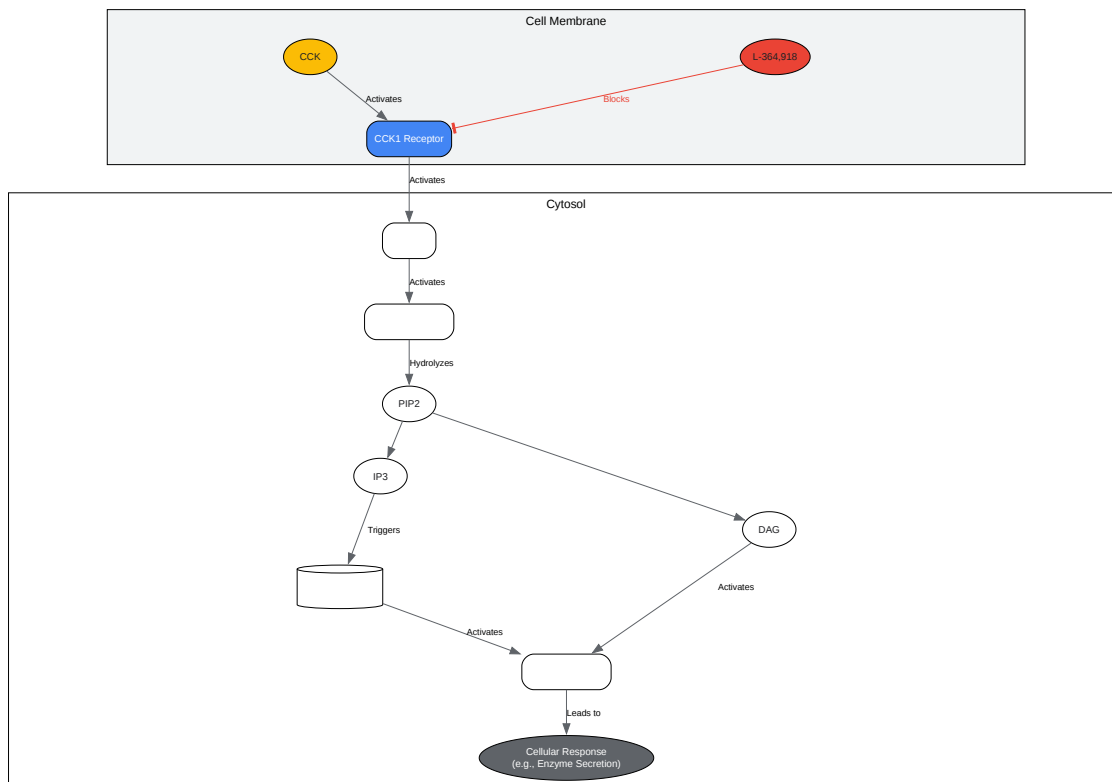 Cell Membrane
CCK
L-364,918
Activates
Blocks
CCK1 Receptor
Activates
Cytosol
Activates
Hydrolyzes
PIP2
IP3
Triggers
DAG
Activates
Activates
Leads to
Cellular Response
(e.g., Enzyme Secretion)